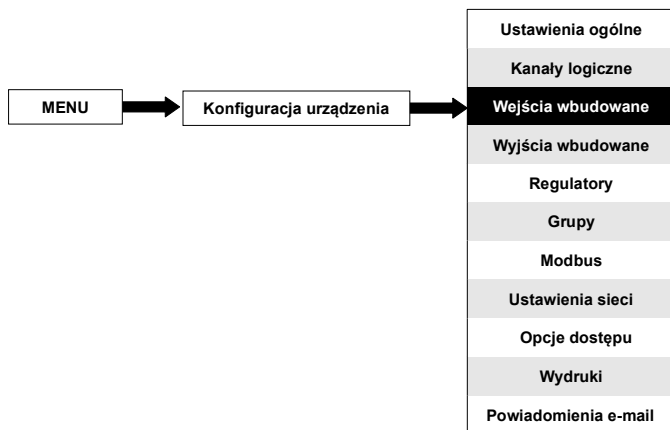 MENU
Konfiguracja urządzenia
Ustawienia ogólne
Kanały logiczne
Wejścia wbudowane
Wyjścia wbudowane
Regulatory
Grupy
Modbus
Ustawienia sieci
Opcje dostępu
Wydruki
Powiadomienia e-mail